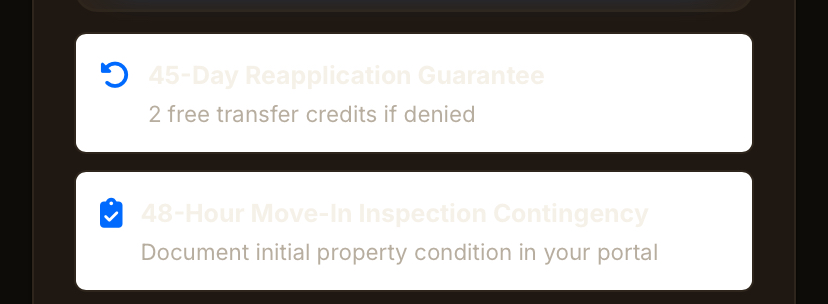 45-Day Reapplication Guarantee
2 free transfer credits if denied
48-Hour Move-In Inspection Contingency
Document initial property condition in your portal